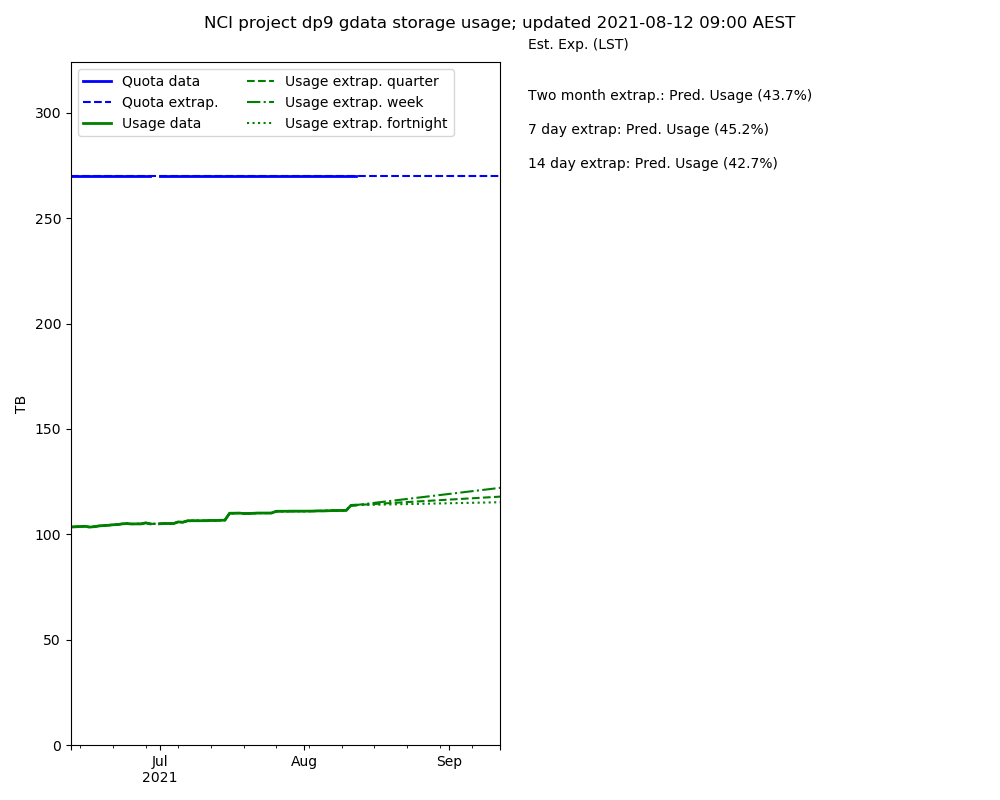 NCI project dp9 gdata storage usage; updated 2021-08-12 09:00 AEST
Est. Exp. (LST)
Two month extrap.: Pred. Usage (43.7%)
7 day extrap: Pred. Usage (45.2%)
14 day extrap: Pred. Usage (42.7%)
Quota data
Quota extrap.
Usage data
Usage extrap. quarter
Usage extrap. week
Usage extrap. fortnight
TB
300
250
200
150
100
50
0
Jul
2021
Aug
Sep